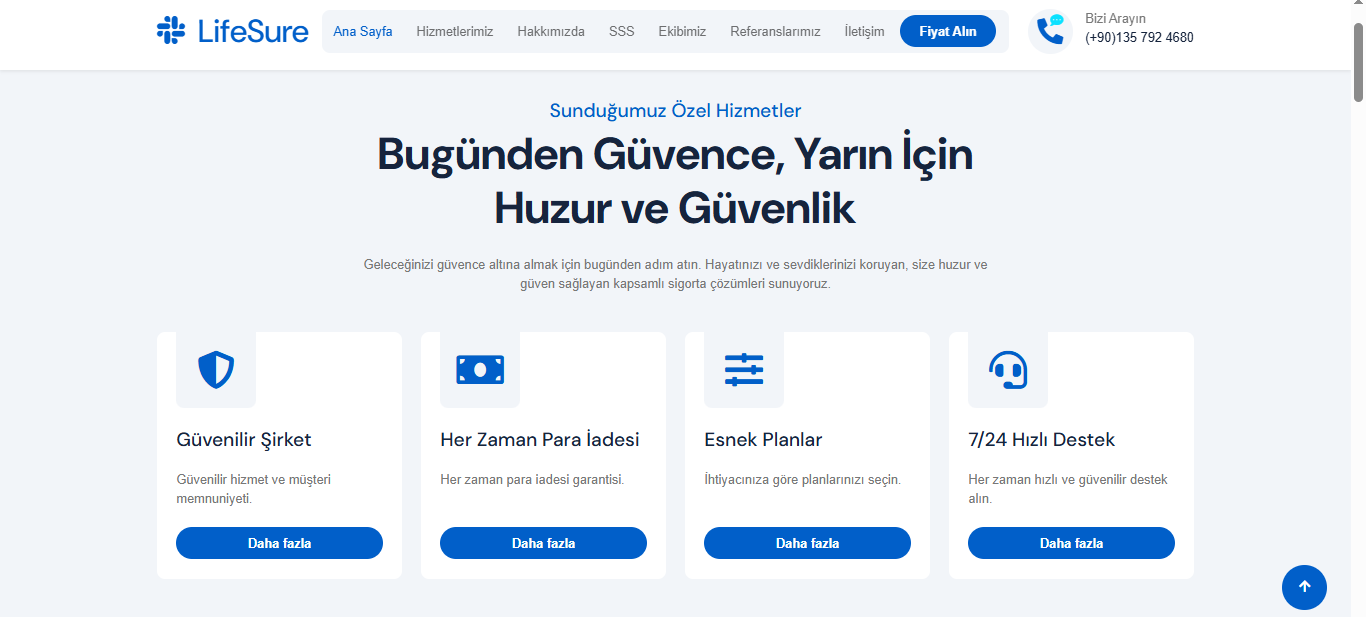 LifeSure
Ana Sayfa
Hizmetlerimiz
Hakkımızda
SSS
Ekibimiz
Referanslarımız
İletişim
Fiyat Alın
Bizi Arayın
(+90)135 792 4680
Sunduğumuz Özel Hizmetler
Bugünden Güvence, Yarın İçin
Huzur ve Güvenlik
Geleceğinizi güvence altına almak için bugünden adım atın. Hayatınızı ve sevdiklerinizi koruyan, size huzur ve
güven sağlayan kapsamlı sigorta çözümleri sunuyoruz.
Güvenilir Şirket
Güvenilir hizmet ve müşteri
memnuniyeti.
Daha fazla
Her Zaman Para İadesi
Her zaman para iadesi garantisi.
Daha fazla
Esnek Planlar
İhtiyacınıza göre planlarınızı seçin.
Daha fazla
7/24 Hızlı Destek
Her zaman hızlı ve güvenilir destek
alın.
Daha fazla